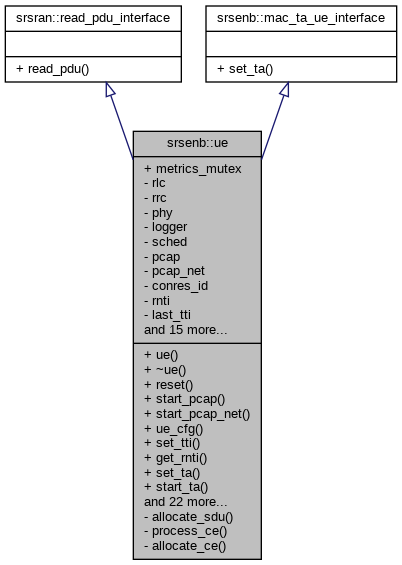 srsran::read_pdu_interface
+ read_pdu()
srsenb::mac_ta_ue_interface
+ set_ta()
srsenb::ue
+ metrics_mutex
- rlc
- rrc
- phy
- logger
- sched
- pcap
- pcap_net
- conres_id
- rnti
- last_tti
and 15 more...
+ ue()
+ ~ue()
+ reset()
+ start_pcap()
+ start_pcap_net()
+ ue_cfg()
+ set_tti()
+ get_rnti()
+ set_ta()
+ start_ta()
and 22 more...
- allocate_sdu()
- process_ce()
- allocate_ce()